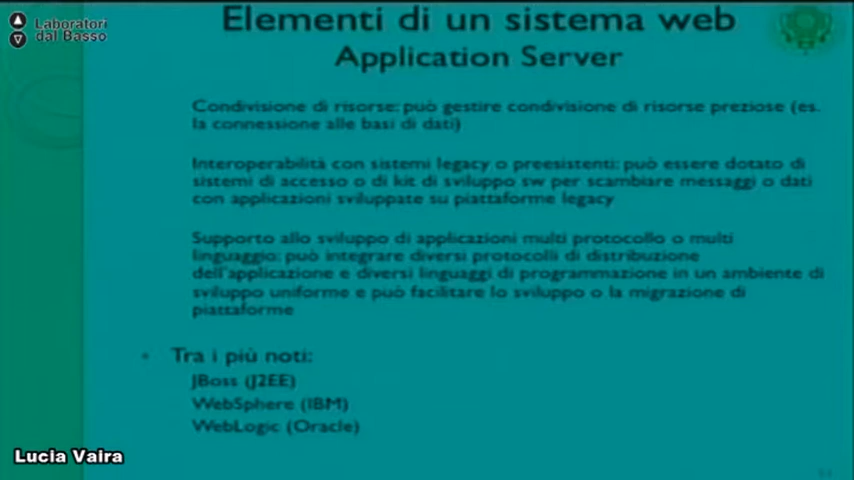 Laboratori
dal Basso
Elementi di un sistema web
Application Server
Condivisione di risorse: può gestire condivisione di risorse preziose (es.
la connessione alle basi di dati)
Interoperabilità con sistemi legacy o preesistenti: può essere dotato di
sistemi di accesso o di kit di sviluppo sw per scambiare messaggi o dati
con applicazioni sviluppate su piattaforme legacy
Supporto allo sviluppo di applicazioni multi protocollo o multi
linguaggio: può integrare diversi protocolli di distribuzione
dell'applicazione e diversi linguaggi di programmazione in un ambiente di
sviluppo uniforme e può facilitare lo sviluppo o la migrazione di
piattaforme
• Tra i più noti:
JBoss (J2EE)
WebSphere (IBM)
WebLogic (Oracle)
Lucia Vaira